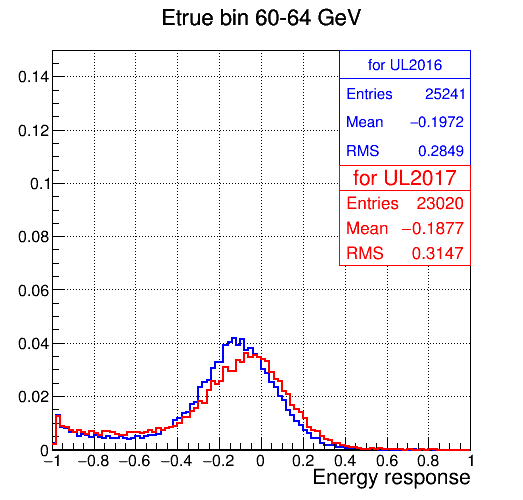 Etrue bin 60-64 GeV
for UL2016
Entries 25241
Mean −0.1972
RMS 0.2849
for UL2017
Entries 23020
Mean −0.1877
RMS 0.3147
0.14
0.12
0.1
0.08
0.06
0.04
0.02
0
−1 −0.8 −0.6 −0.4 −0.2 0 0.2 0.4 0.6 0.8 1
Energy response